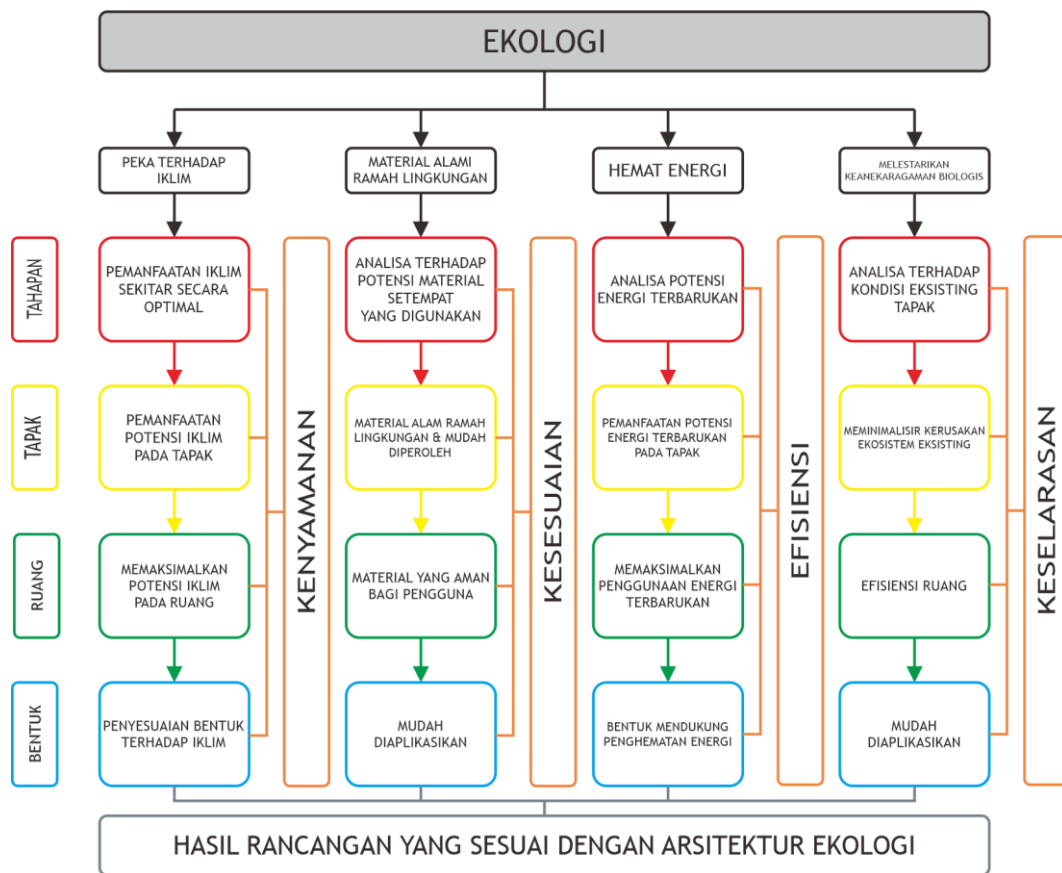 EKOLOGI
PEKA TERHADAP
IKLIM
MATERIAL ALAMI
RAMAH LINGKUNGAN
HEMAT ENERGI
MELESTARIKAN
KEANEKARAGAMAN BIOLOGIS
TAHAPAN
PEMANFAATAN IKLIM
SEKITAR SECARA
OPTIMAL
ANALISA TERHADAP
POTENSI MATERIAL
SETEMPAT
YANG DIGUNAKAN
ANALISA POTENSI
ENERGI TERBARUKAN
ANALISA TERHADAP
KONDISI EKSISTING
TAPAK
TAPAK
PEMANFAATAN
POTENSI IKLIM
PADA TAPAK
MATERIAL ALAM RAMAH
LINGKUNGAN & MUDAH
DIPEROLEH
PEMANFAATAN POTENSI
ENERGI TERBARUKAN
PADA TAPAK
MEMINIMALISIR KERUSAKAN
EKOSISTEM EKSISTING
RUANG
MEMAKSIMALKAN
POTENSI IKLIM
PADA RUANG
MATERIAL YANG AMAN
BAGI PENGGUNA
MEMAKSIMALKAN
PENGGUNAAN ENERGI
TERBARUKAN
EFISIENSI RUANG
BENTUK
PENYESUAIAN BENTUK
TERHADAP IKLIM
MUDAH
DIAPLIKASIKAN
BENTUK MENDUKUNG
PENGHEMATAN ENERGI
MUDAH
DIAPLIKASIKAN
KENYAMANAN
KESESUAIAN
EFISIENSI
KESELARASAN
HASIL RANCANGAN YANG SESUAI DENGAN ARSITEKTUR EKOLOGI